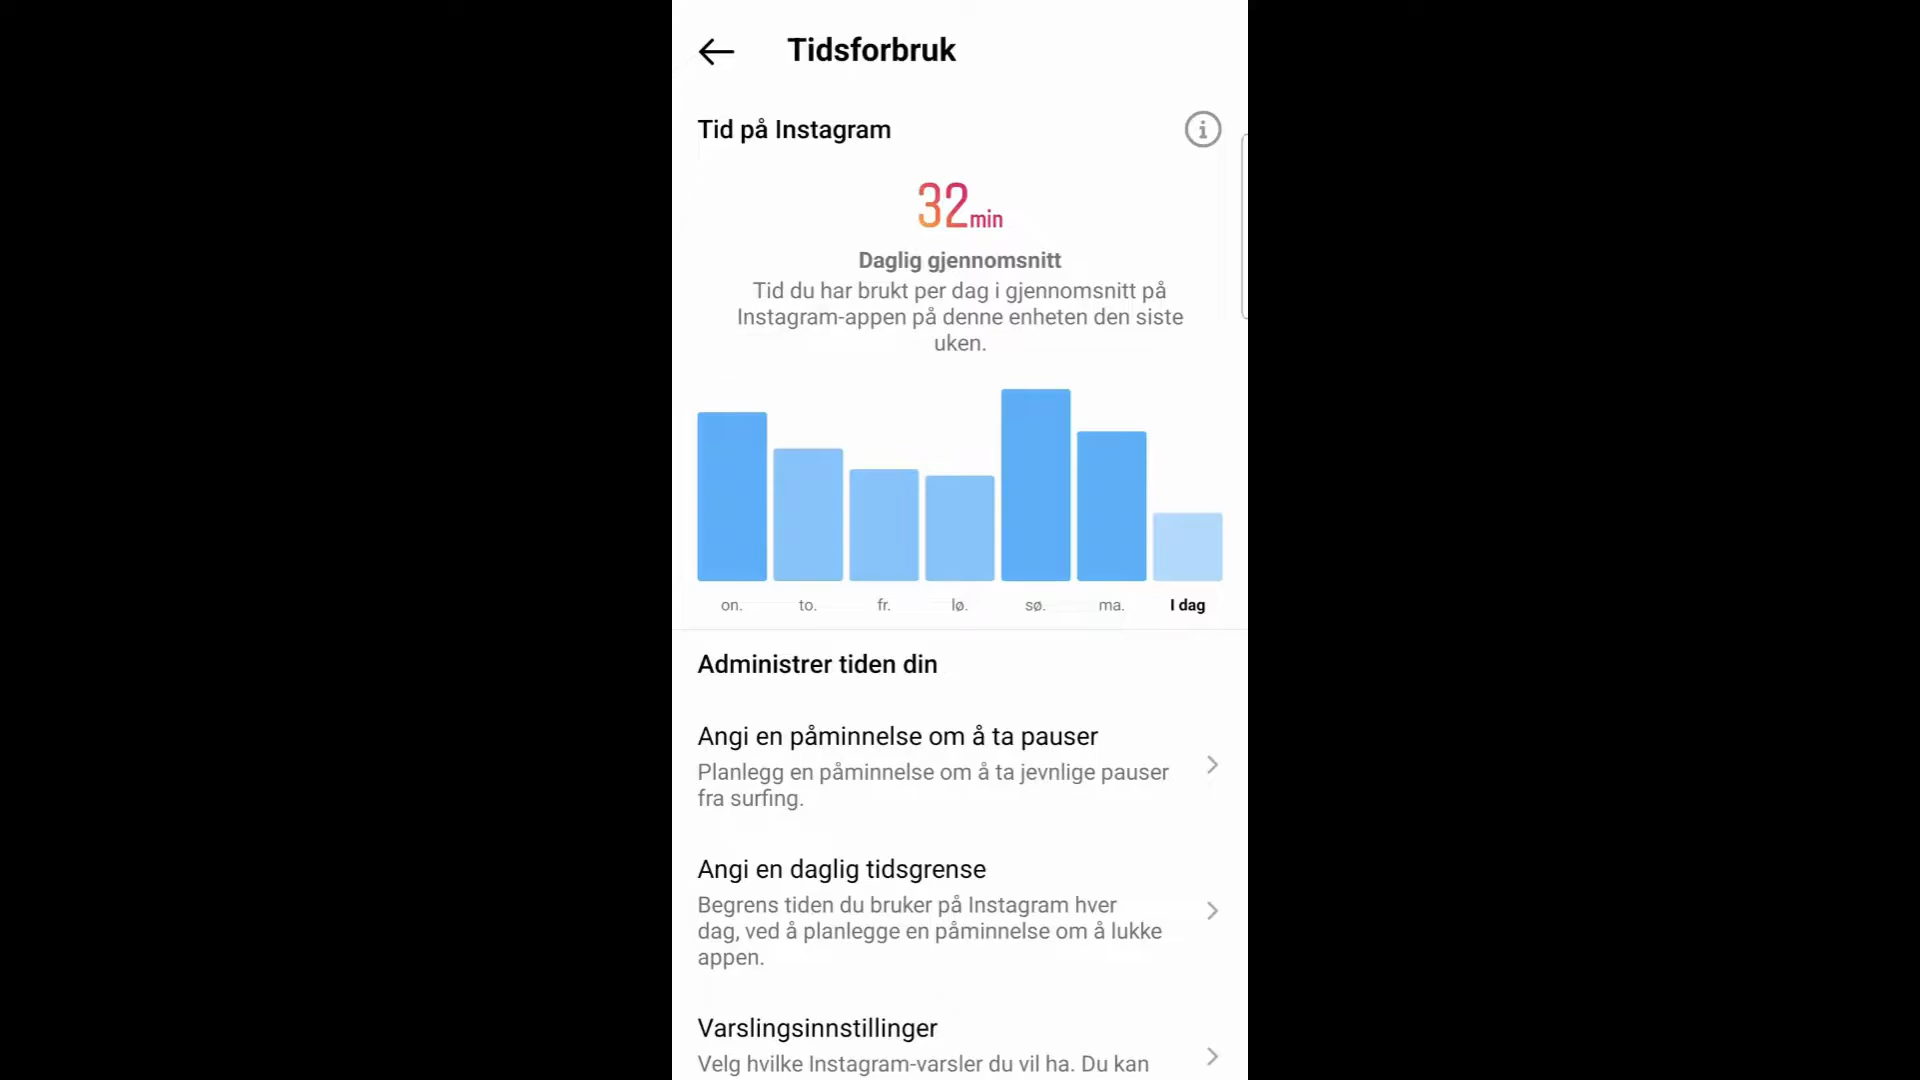 Tidsforbruk
Tid på Instagram
32min
Daglig gjennomsnitt
Tid du har brukt per dag i gjennomsnitt på
Instagram-appen på denne enheten den siste
uken.
on. to. fr. lø. sø. ma. I dag
Administrer tiden din
Angi en påminnelse om å ta pauser
Planlegg en påminnelse om å ta jevnlige pauser
fra surfing.
Angi en daglig tidsgrense
Begrens tiden du bruker på Instagram hver
dag, ved å planlegge en påminnelse om å lukke
appen.
Varslingsinnstillinger
Velg hvilke Instagram-varsler du vil ha. Du kan